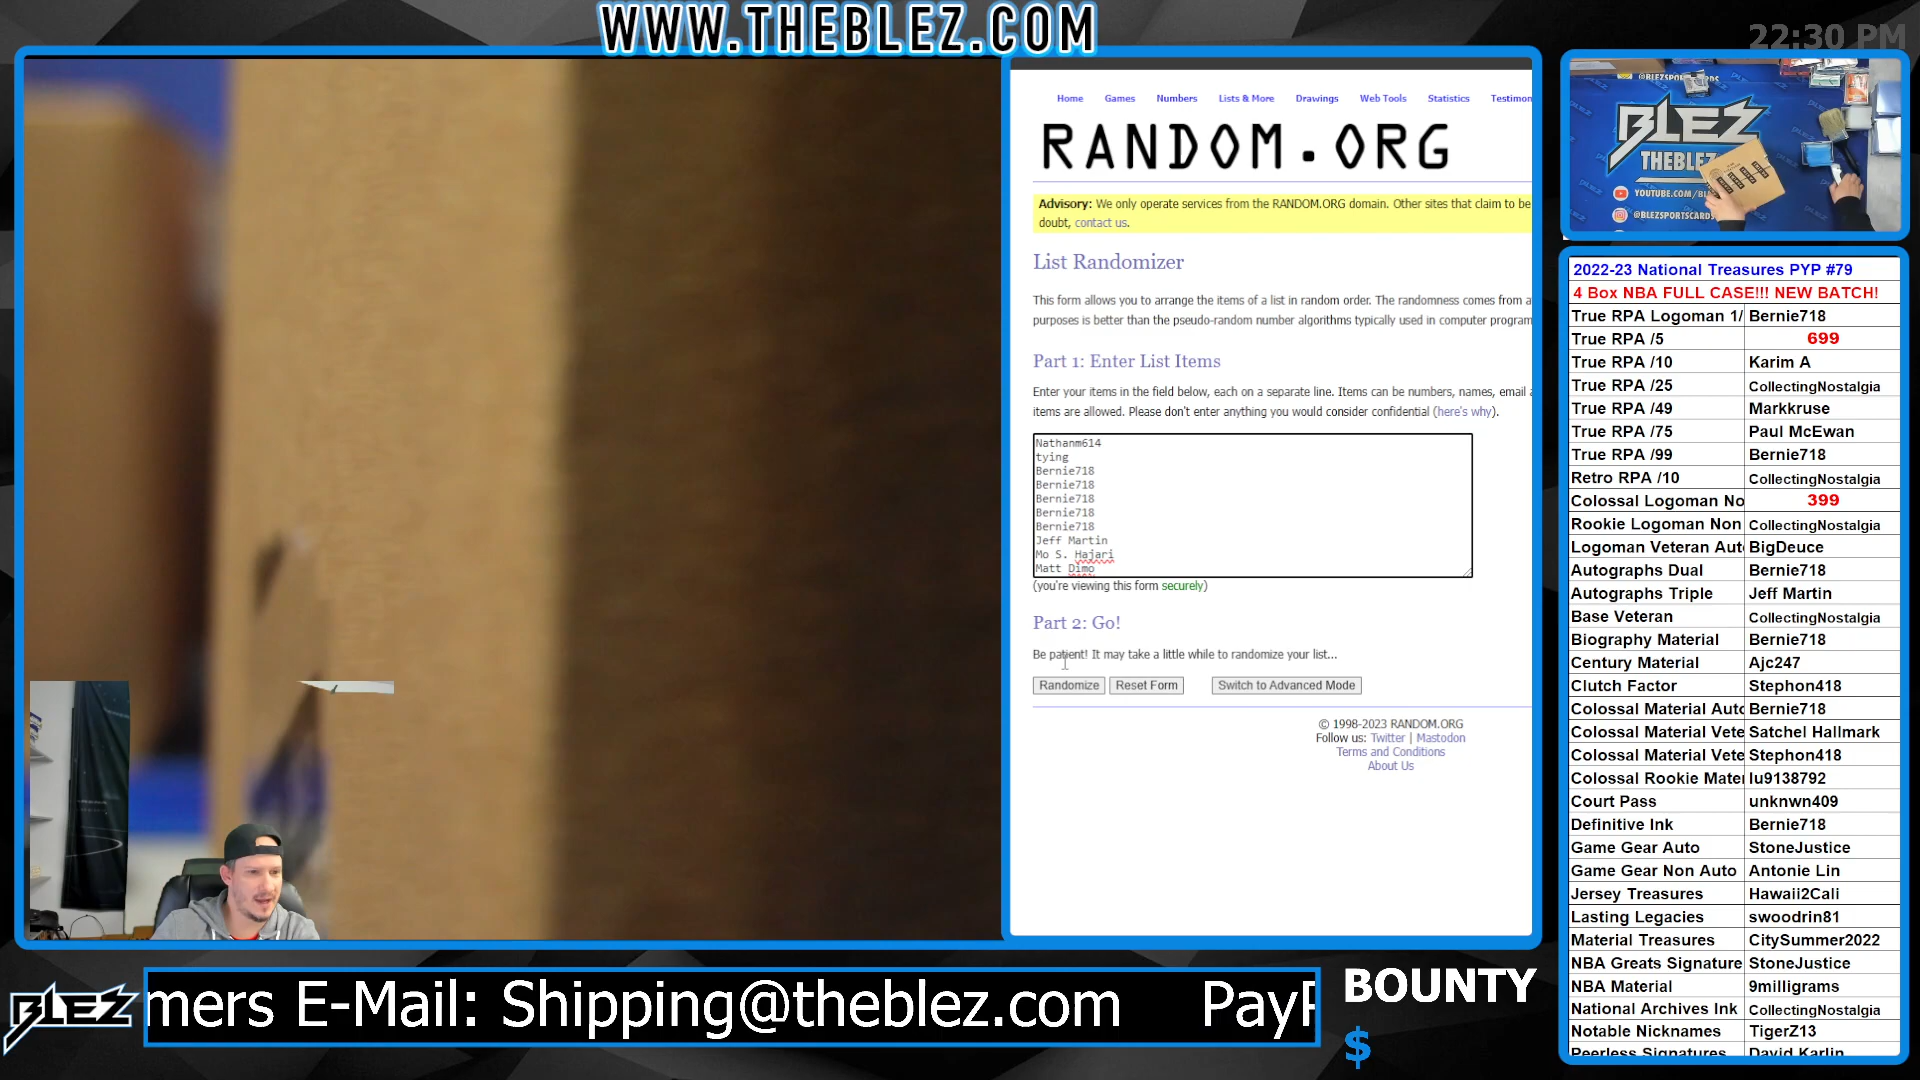 WWW.THEBLEZ.COM
22:30 PM
Home Games Numbers Lists & More Drawings Web Tools Statistics Testimon
RANDOM.ORG
Advisory: We only operate services from the RANDOM.ORG domain. Other sites that claim to be
doubt, contact us.
List Randomizer
This form allows you to arrange the items of a list in random order. The randomness comes from a
purposes is better than the pseudo-random number algorithms typically used in computer program
Part 1: Enter List Items
Enter your items in the field below, each on a separate line. Items can be numbers, names, email a
items are allowed. Please don't enter anything you would consider confidential (here's why).
Nathanm614
tying
Bernie718
Bernie718
Bernie718
Bernie718
Bernie718
Jeff Martin
Mo S. Hajari
Matt Dimo
(you're viewing this form securely)
Part 2: Go!
Be patient! It may take a little while to randomize your list...
Randomize Reset Form Switch to Advanced Mode
© 1998-2023 RANDOM.ORG
Follow us: Twitter | Mastodon
Terms and Conditions
About Us
BLEZ
THEBLEZ
YOUTUBE.COM/BL
@BLEZSPORTSCARDS
2022-23 National Treasures PYP #79
4 Box NBA FULL CASE!!! NEW BATCH!
True RPA Logoman 1/ Bernie718
True RPA /5 699
True RPA /10 Karim A
True RPA /25 CollectingNostalgia
True RPA /49 Markkruse
True RPA /75 Paul McEwan
True RPA /99 Bernie718
Retro RPA /10 CollectingNostalgia
Colossal Logoman No 399
Rookie Logoman Non CollectingNostalgia
Logoman Veteran Aut BigDeuce
Autographs Dual Bernie718
Autographs Triple Jeff Martin
Base Veteran CollectingNostalgia
Biography Material Bernie718
Century Material Ajc247
Clutch Factor Stephon418
Colossal Material Auto Bernie718
Colossal Material Vete Satchel Hallmark
Colossal Material Vete Stephon418
Colossal Rookie Mater lu9138792
Court Pass unknwn409
Definitive Ink Bernie718
Game Gear Auto StoneJustice
Game Gear Non Auto Antonie Lin
Jersey Treasures Hawaii2Cali
Lasting Legacies swoodrin81
Material Treasures CitySummer2022
NBA Greats Signature StoneJustice
NBA Material 9milligrams
National Archives Ink CollectingNostalgia
Notable Nicknames TigerZ13
Peerless Signatures David Karlin
BLEZ
mers E-Mail: Shipping@theblez.com PayP
BOUNTY
$